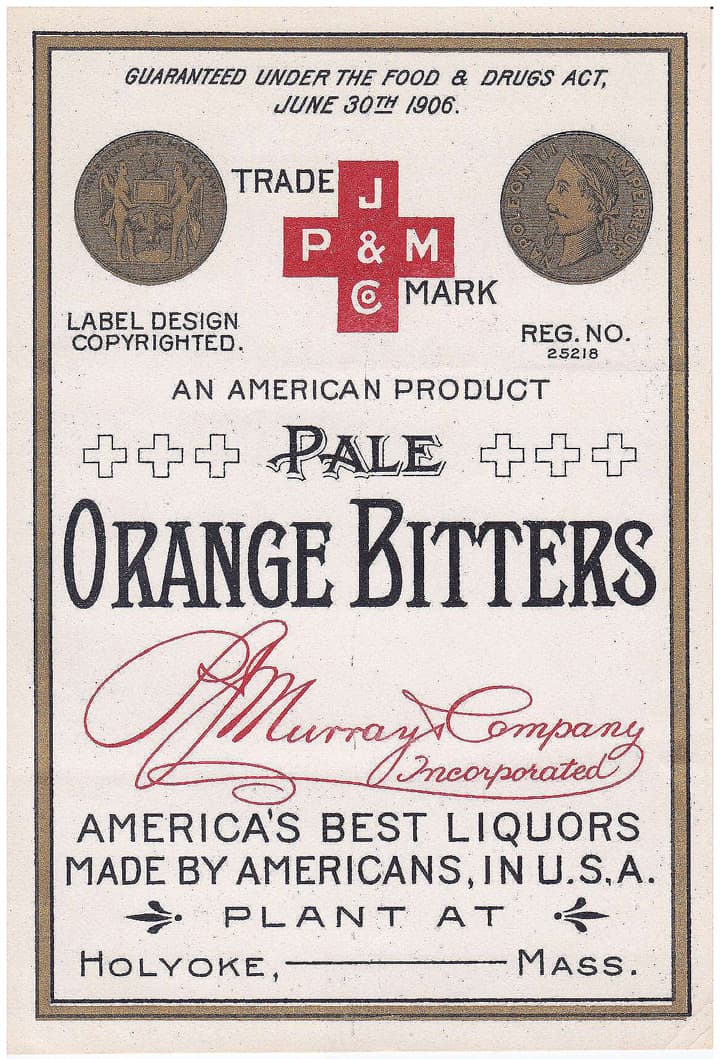 GUARANTEED UNDER THE FOOD & DRUGS ACT,
JUNE 30TH 1906.
TRADE
J
P & M
Co
MARK
NAPOLEON III EMPEREUR
LABEL DESIGN
COPYRIGHTED.
REG. NO.
25218
AN AMERICAN PRODUCT
PALE
ORANGE BITTERS
PJ Murray & Company
Incorporated
AMERICA'S BEST LIQUORS
MADE BY AMERICANS, IN U.S.A.
PLANT AT
HOLYOKE, MASS.